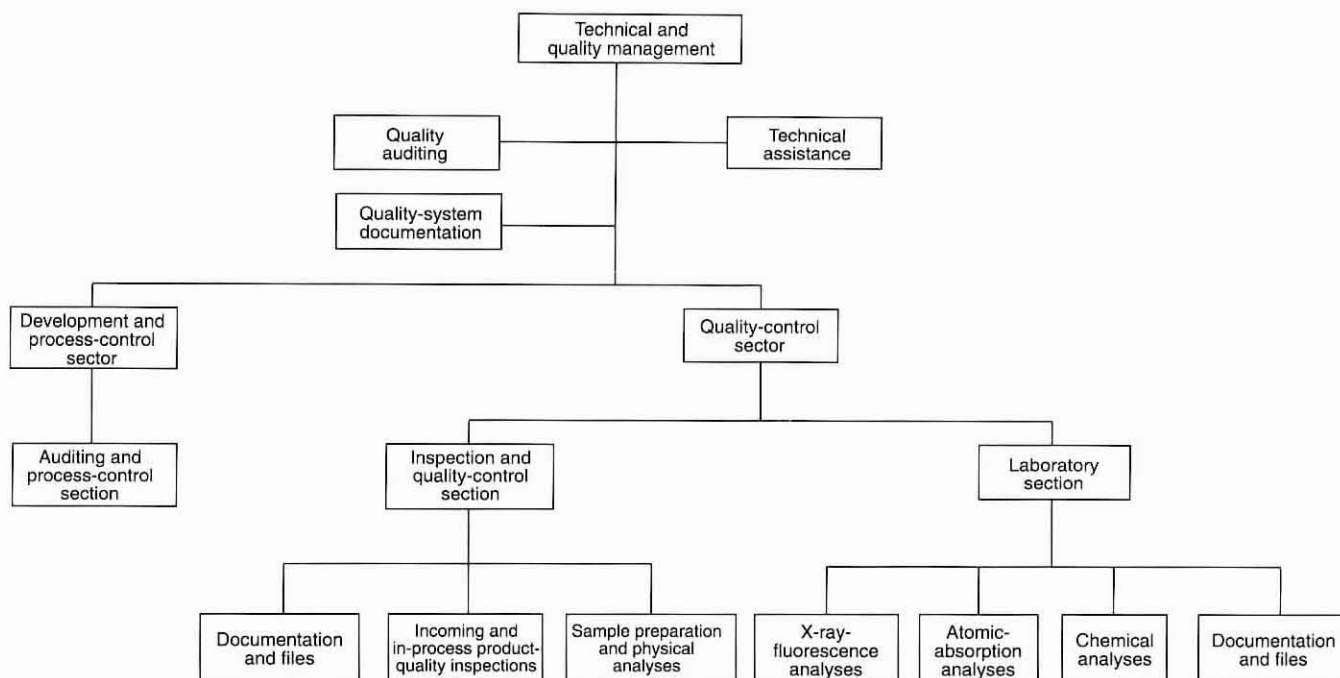 Technical and
quality management
Quality
auditing
Technical
assistance
Quality-system
documentation
Development and
process-control
sector
Quality-control
sector
Auditing and
process-control
section
Inspection and
quality-control
section
Laboratory
section
Documentation
and files
Incoming and
in-process product-
quality inspections
Sample preparation
and physical
analyses
X-ray-
fluorescence
analyses
Atomic-
absorption
analyses
Chemical
analyses
Documentation
and files